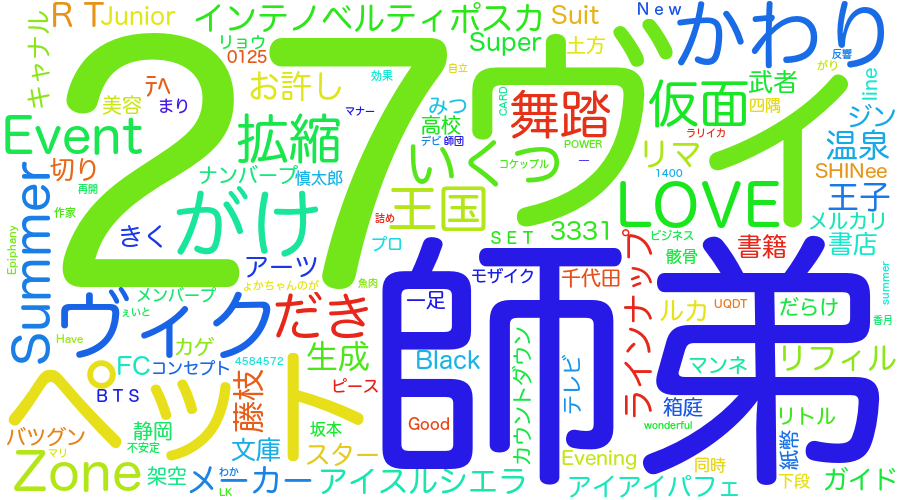 インテノベルティポスカ
R T
Junior
Suit
New
かわり
キャナル
リョウ
0125
Super
土方
反響
がり
27
ヴイ
テヘ
お許し
効果
自立
美容
まり
マナー
みつ
CARD
舞踏
仮面
武者
四隅
line
ジン
Event
拡縮
高校
デビ
師団
POWER
ラリイカ
温泉
切り
ナンバープ
慎太郎
いくつ
コケップル
ー
リマ
1400
SHINee
再開
Summer
がけ
王国
LOVE
王子
作家
詰め
メルカリ
きく
SET
3331
ビジネス
書籍
書店
Epiphany
アーツ
プロ
骸骨
モザイク
千代田
ラインナップ
魚肉
よかちゃんのが
メンバープ
ヴィク
だき
一足
師弟
ルカ
UQDT
だらけ
summer
香月
ぇいと
Have
カゲ
FC
コンセプト
4584572
生成
Black
カウントダウン
テレビ
マンネ
リフィル
BTS
藤枝
ピース
箱庭
リトル
ペット
Good
wonderful
バツグン
静岡
不安定
マリ
文庫
坂本
スター
Evening
同時
紙幣
Zone
架空
わか
メーカー
LK
アイスルシエラ
アイアイパフェ
下段
ガイド